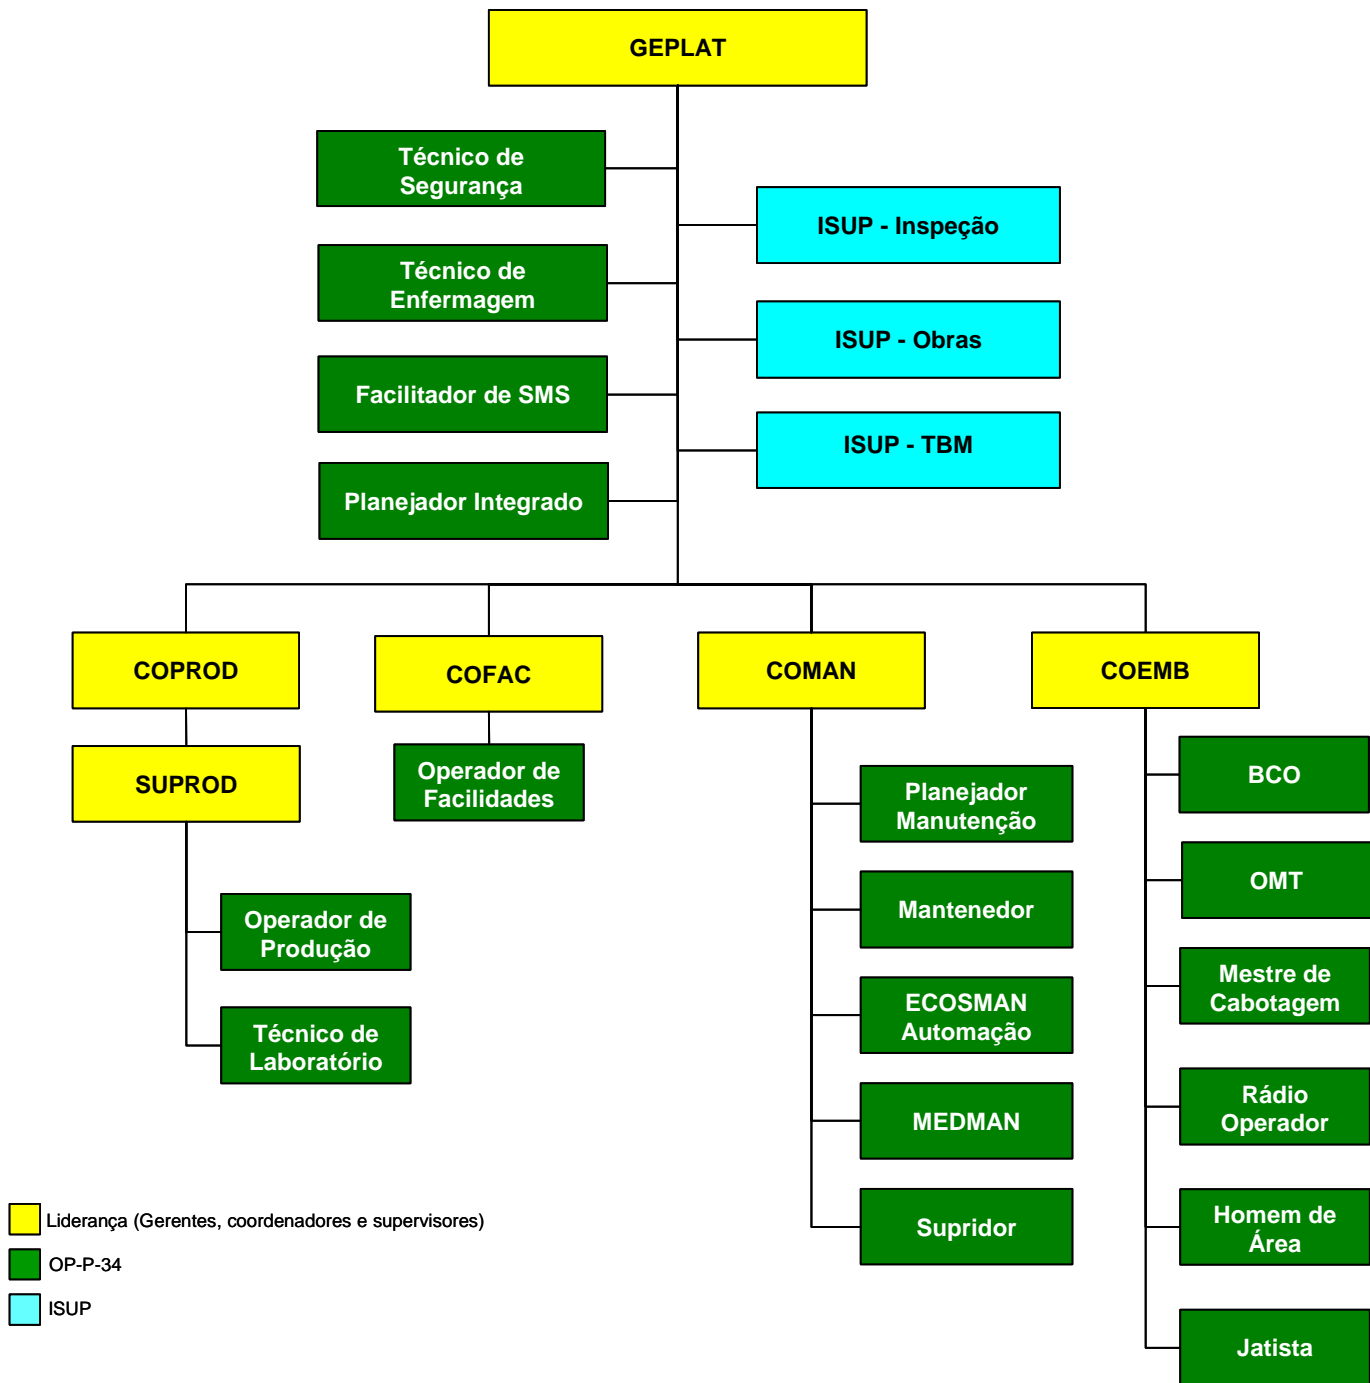 GEPLAT
Técnico de
Segurança
ISUP - Inspeção
Técnico de
Enfermagem
ISUP - Obras
Facilitador de SMS
ISUP - TBM
Planejador Integrado
COPROD
COFAC
COMAN
COEMB
SUPROD
Operador de
Facilidades
Planejador
Manutenção
BCO
Operador de
Produção
Mantenedor
OMT
Técnico de
Laboratório
ECOSMAN
Automação
Mestre de
Cabotagem
MEDMAN
Rádio
Operador
Supridor
Homem de
Área
Jatista
Liderança (Gerentes, coordenadores e supervisores)
OP-P-34
ISUP